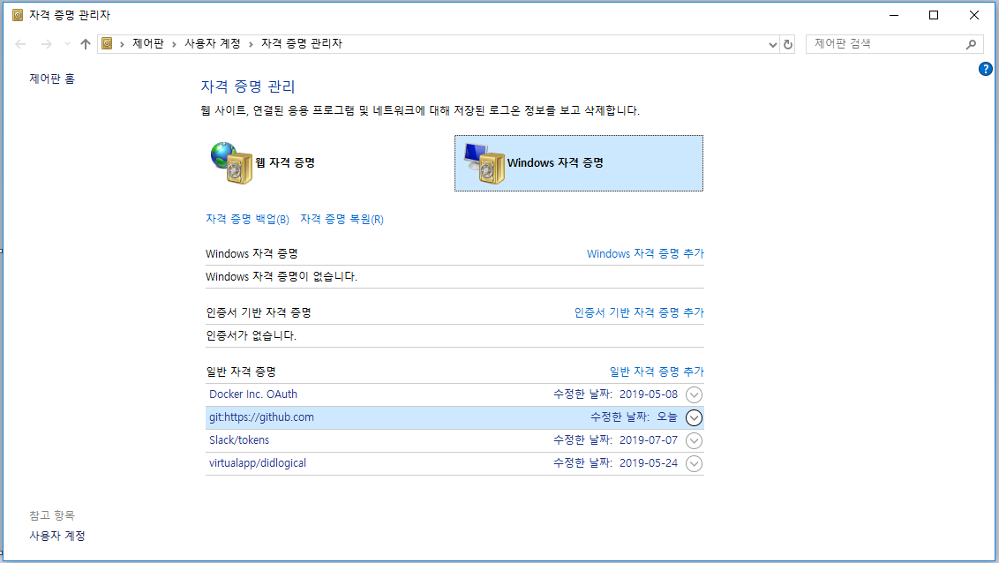 자격 증명 관리자
제어판 › 사용자 계정 › 자격 증명 관리자
제어판 검색
제어판 홈
자격 증명 관리
웹 사이트, 연결된 응용 프로그램 및 네트워크에 대해 저장된 로그온 정보를 보고 삭제합니다.
웹 자격 증명
Windows 자격 증명
자격 증명 백업(B) 자격 증명 복원(R)
Windows 자격 증명 Windows 자격 증명 추가
Windows 자격 증명이 없습니다.
인증서 기반 자격 증명 인증서 기반 자격 증명 추가
인증서가 없습니다.
일반 자격 증명 일반 자격 증명 추가
Docker Inc. OAuth 수정한 날짜: 2019-05-08
git:https://github.com 수정한 날짜: 오늘
Slack/tokens 수정한 날짜: 2019-07-07
virtualapp/didlogical 수정한 날짜: 2019-05-24
참고 항목
사용자 계정